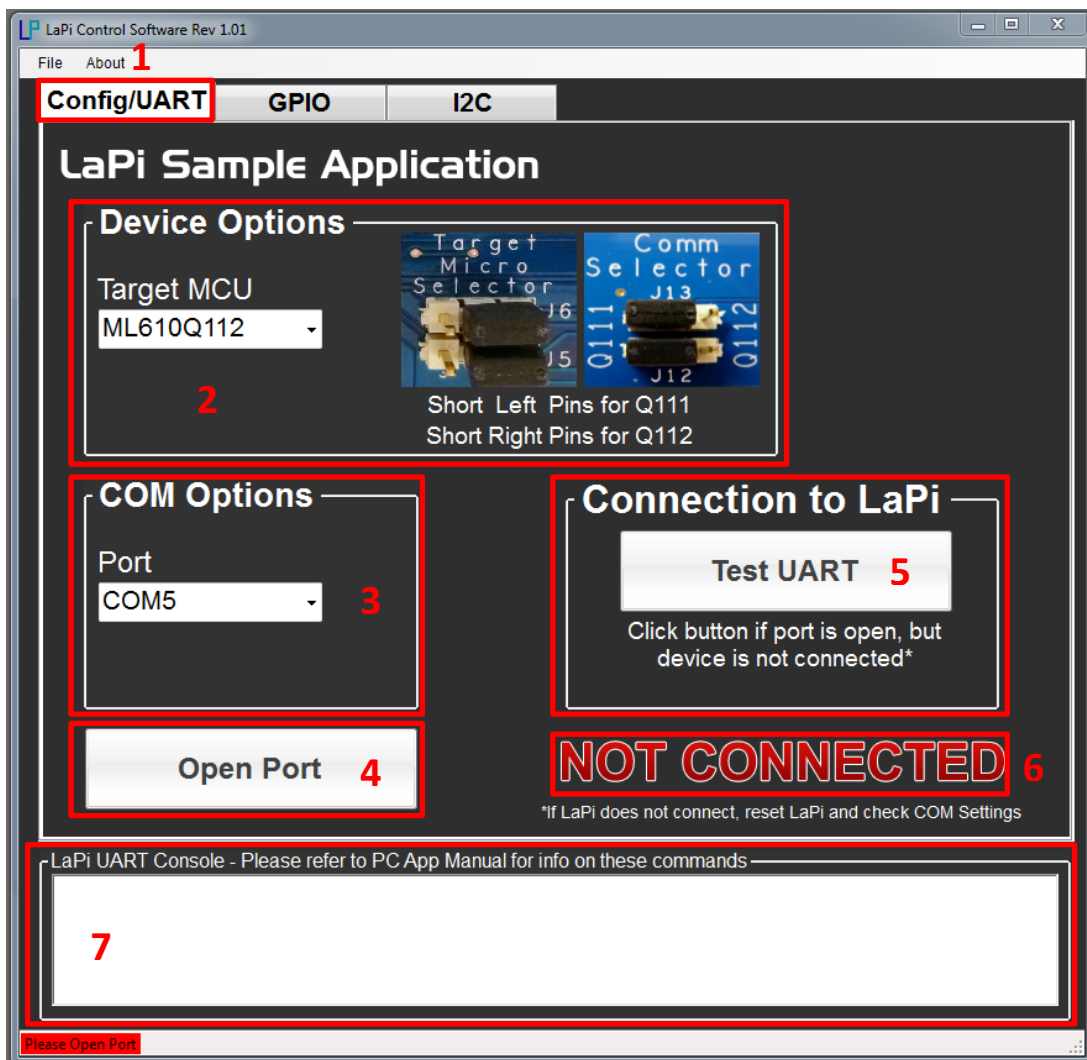 LP LaPi Control Software Rev 1.01
File About 1
Config/UART GPIO I2C
LaPi Sample Application
Device Options
Target MCU
ML610Q112
2
Target
Micro
Selector
J6
J5
Comm
Selector
J13
Q111
Q112
J12
Short Left Pins for Q111
Short Right Pins for Q112
COM Options
Port
COM5
3
Connection to LaPi
Test UART 5
Click button if port is open, but
device is not connected*
Open Port 4
NOT CONNECTED 6
*If LaPi does not connect, reset LaPi and check COM Settings
LaPi UART Console - Please refer to PC App Manual for info on these commands
7
Please Open Port